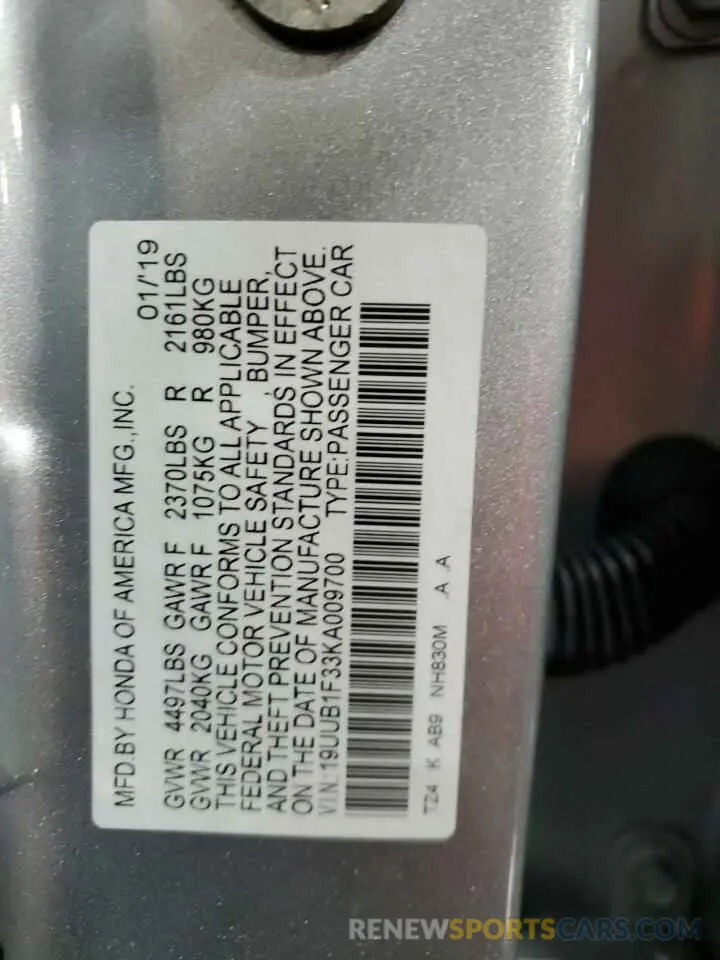 MFD.BY HONDA OF AMERICA MFG.,INC. 01/'19
GVWR 4497LBS GAWR F 2370LBS R 2161LBS
GVWR 2040KG GAWR F 1075KG R 980KG
THIS VEHICLE CONFORMS TO ALL APPLICABLE
FEDERAL MOTOR VEHICLE SAFETY , BUMPER,
AND THEFT PREVENTION STANDARDS IN EFFECT
ON THE DATE OF MANUFACTURE SHOWN ABOVE.
VIN:19UUB1F33KA009700 TYPE:PASSENGER CAR
TZ4 K AB9 NH830M .A .A
RENEWSPORTSCARS.COM